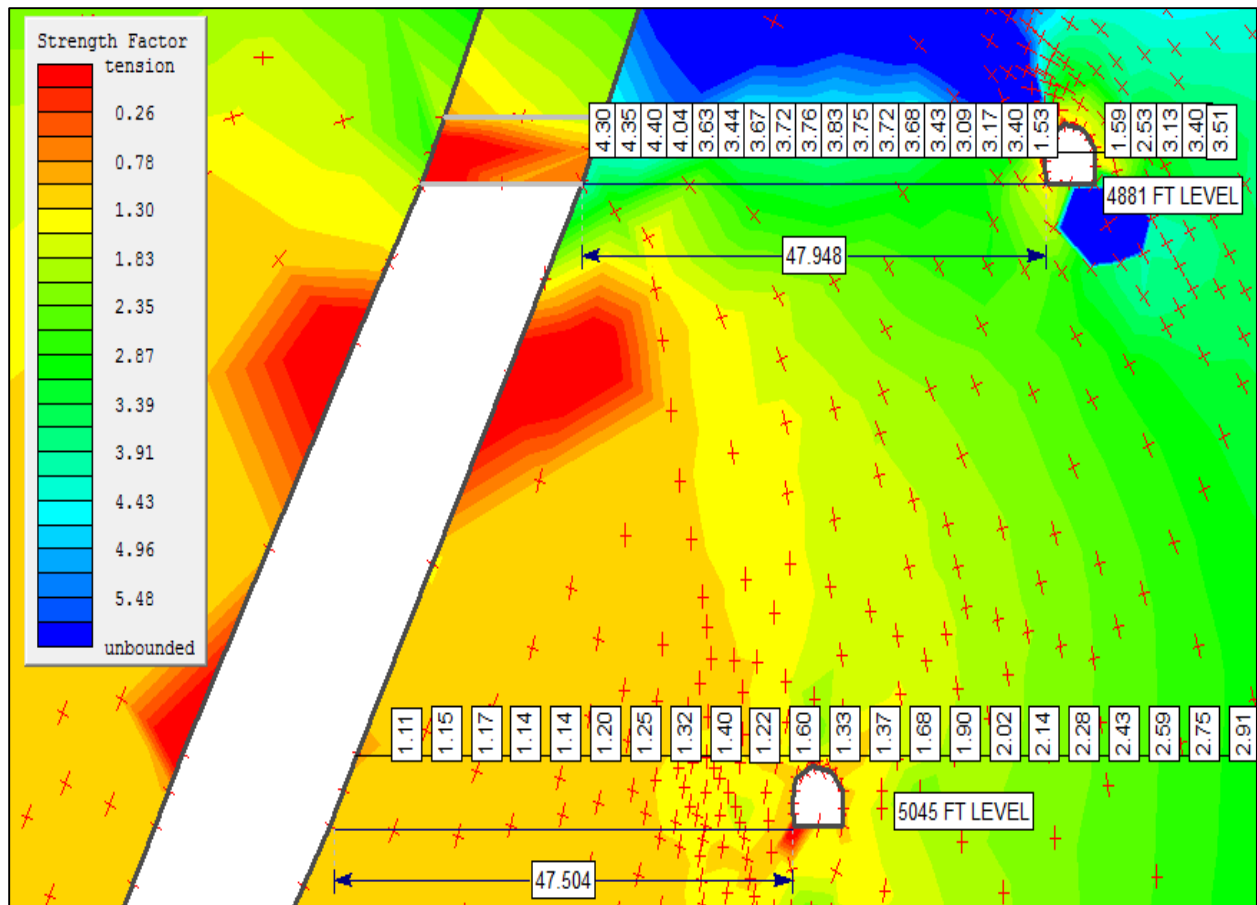 Strength Factor
tension
0.26
0.78
1.30
1.83
2.35
2.87
3.39
3.91
4.43
4.96
5.48
unbounded
4.30 4.35 4.40 4.04 3.63 3.44 3.67 3.72 3.76 3.83 3.75 3.72 3.68 3.43 3.09 3.17 3.40 1.53 1.59 2.53 3.13 3.40 3.51
4881 FT LEVEL
47.948
1.11 1.15 1.17 1.14 1.14 1.20 1.25 1.32 1.40 1.22 1.60 1.33 1.37 1.68 1.90 2.02 2.14 2.28 2.43 2.59 2.75 2.91
5045 FT LEVEL
47.504